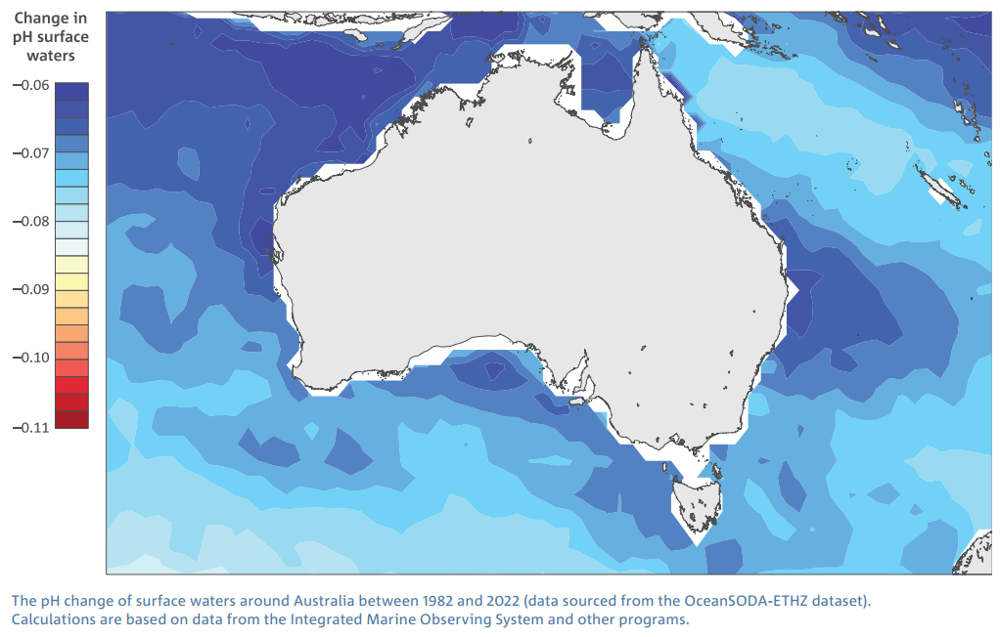 Change in
pH surface
waters
−0.06
−0.07
−0.08
−0.09
−0.10
−0.11
The pH change of surface waters around Australia between 1982 and 2022 (data sourced from the OceanSODA-ETHZ dataset).
Calculations are based on data from the Integrated Marine Observing System and other programs.